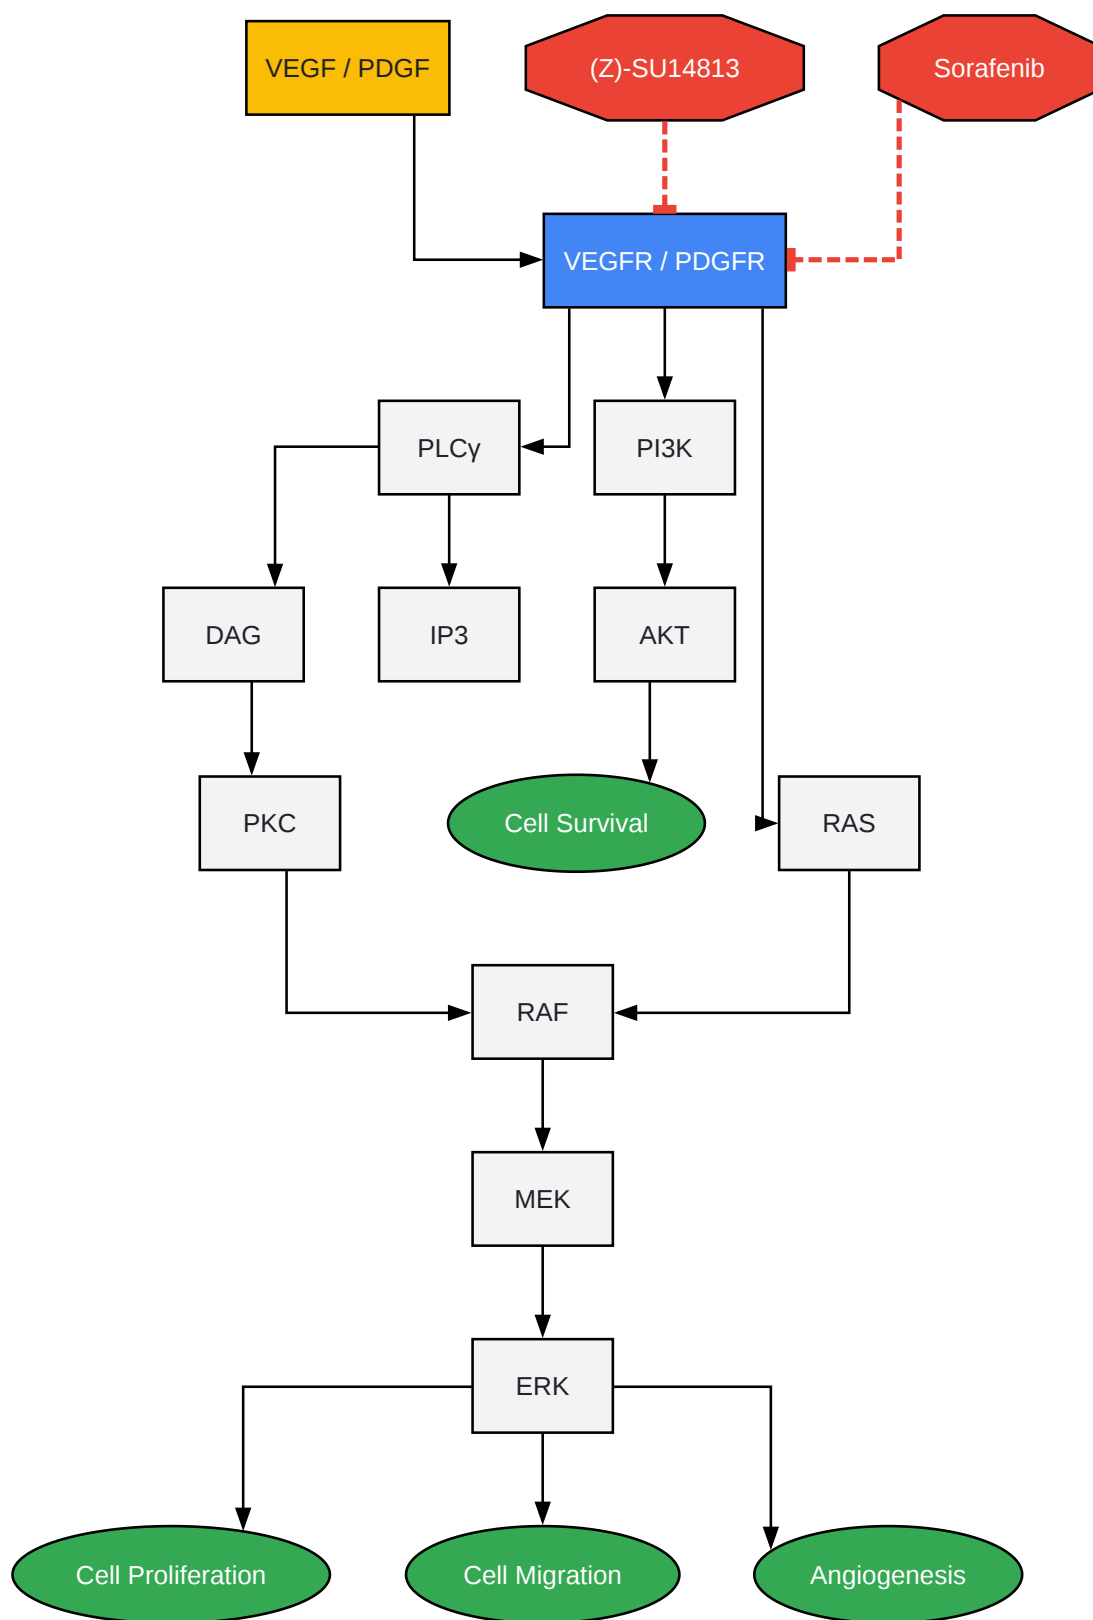 VEGF / PDGF
(Z)-SU14813
Sorafenib
VEGFR / PDGFR
PLCγ
PI3K
DAG
IP3
AKT
PKC
Cell Survival
RAS
RAF
MEK
ERK
Cell Proliferation
Cell Migration
Angiogenesis